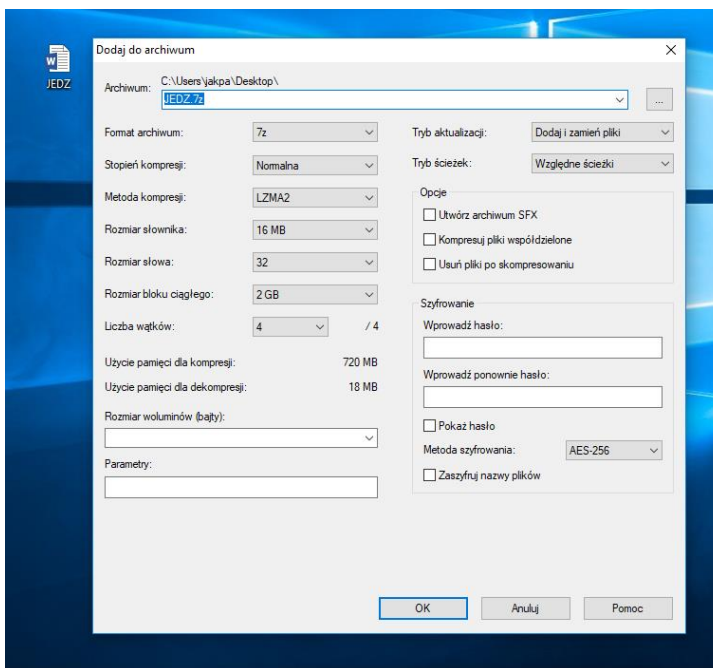 JEDZ
Dodaj do archiwum
Archiwum:
C:\Users\jakpa\Desktop\
JEDZ.7z
...
Format archiwum:
7z
Stopień kompresji:
Normalna
Metoda kompresji:
LZMA2
Rozmiar słownika:
16 MB
Rozmiar słowa:
32
Rozmiar bloku ciągłego:
2 GB
Liczba wątków:
4
/ 4
Użycie pamięci dla kompresji:
720 MB
Użycie pamięci dla dekompresji:
18 MB
Rozmiar woluminów (bajty):
Parametry:
Tryb aktualizacji:
Dodaj i zamień pliki
Tryb ścieżek:
Względne ścieżki
Opcje
Utwórz archiwum SFX
Kompresuj pliki współdzielone
Usuń pliki po skompresowaniu
Szyfrowanie
Wprowadź hasło:
Wprowadź ponownie hasło:
Pokaż hasło
Metoda szyfrowania:
AES-256
Zaszyfruj nazwy plików
OK
Anuluj
Pomoc